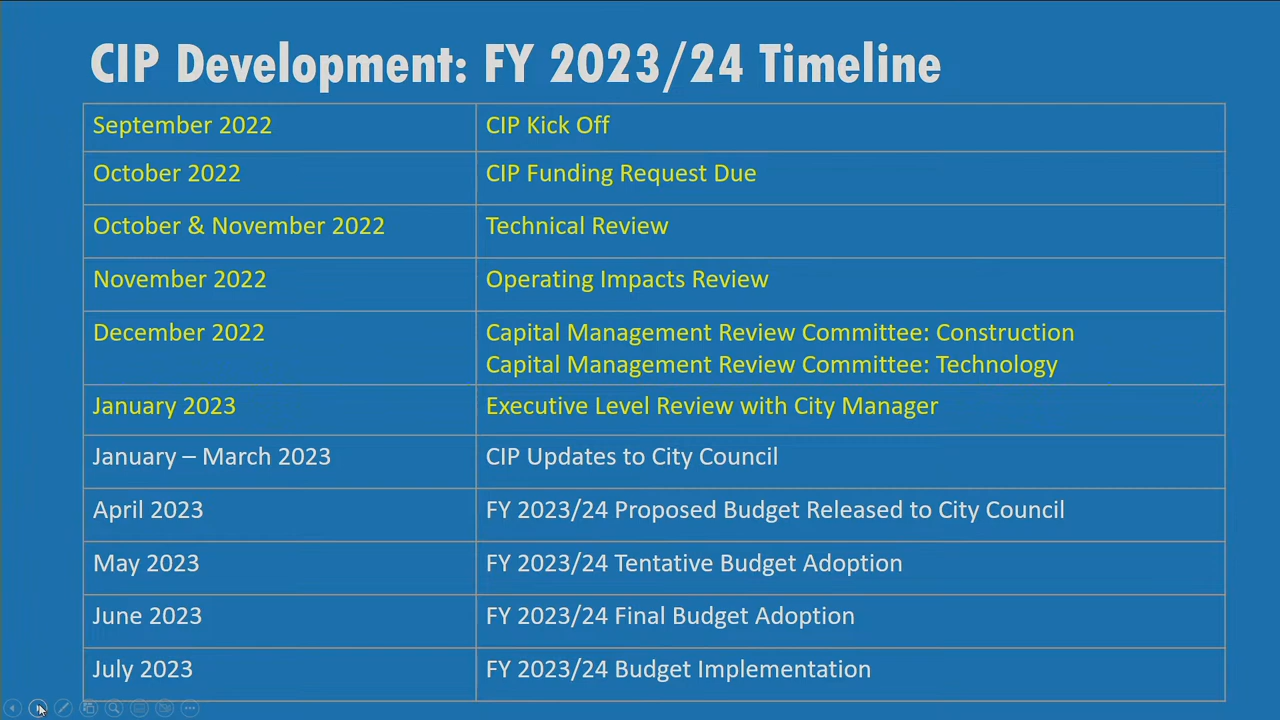 CIP Development: FY 2023/24 Timeline
September 2022 CIP Kick Off
October 2022 CIP Funding Request Due
October & November 2022 Technical Review
November 2022 Operating Impacts Review
December 2022 Capital Management Review Committee: Construction
Capital Management Review Committee: Technology
January 2023 Executive Level Review with City Manager
January – March 2023 CIP Updates to City Council
April 2023 FY 2023/24 Proposed Budget Released to City Council
May 2023 FY 2023/24 Tentative Budget Adoption
June 2023 FY 2023/24 Final Budget Adoption
July 2023 FY 2023/24 Budget Implementation